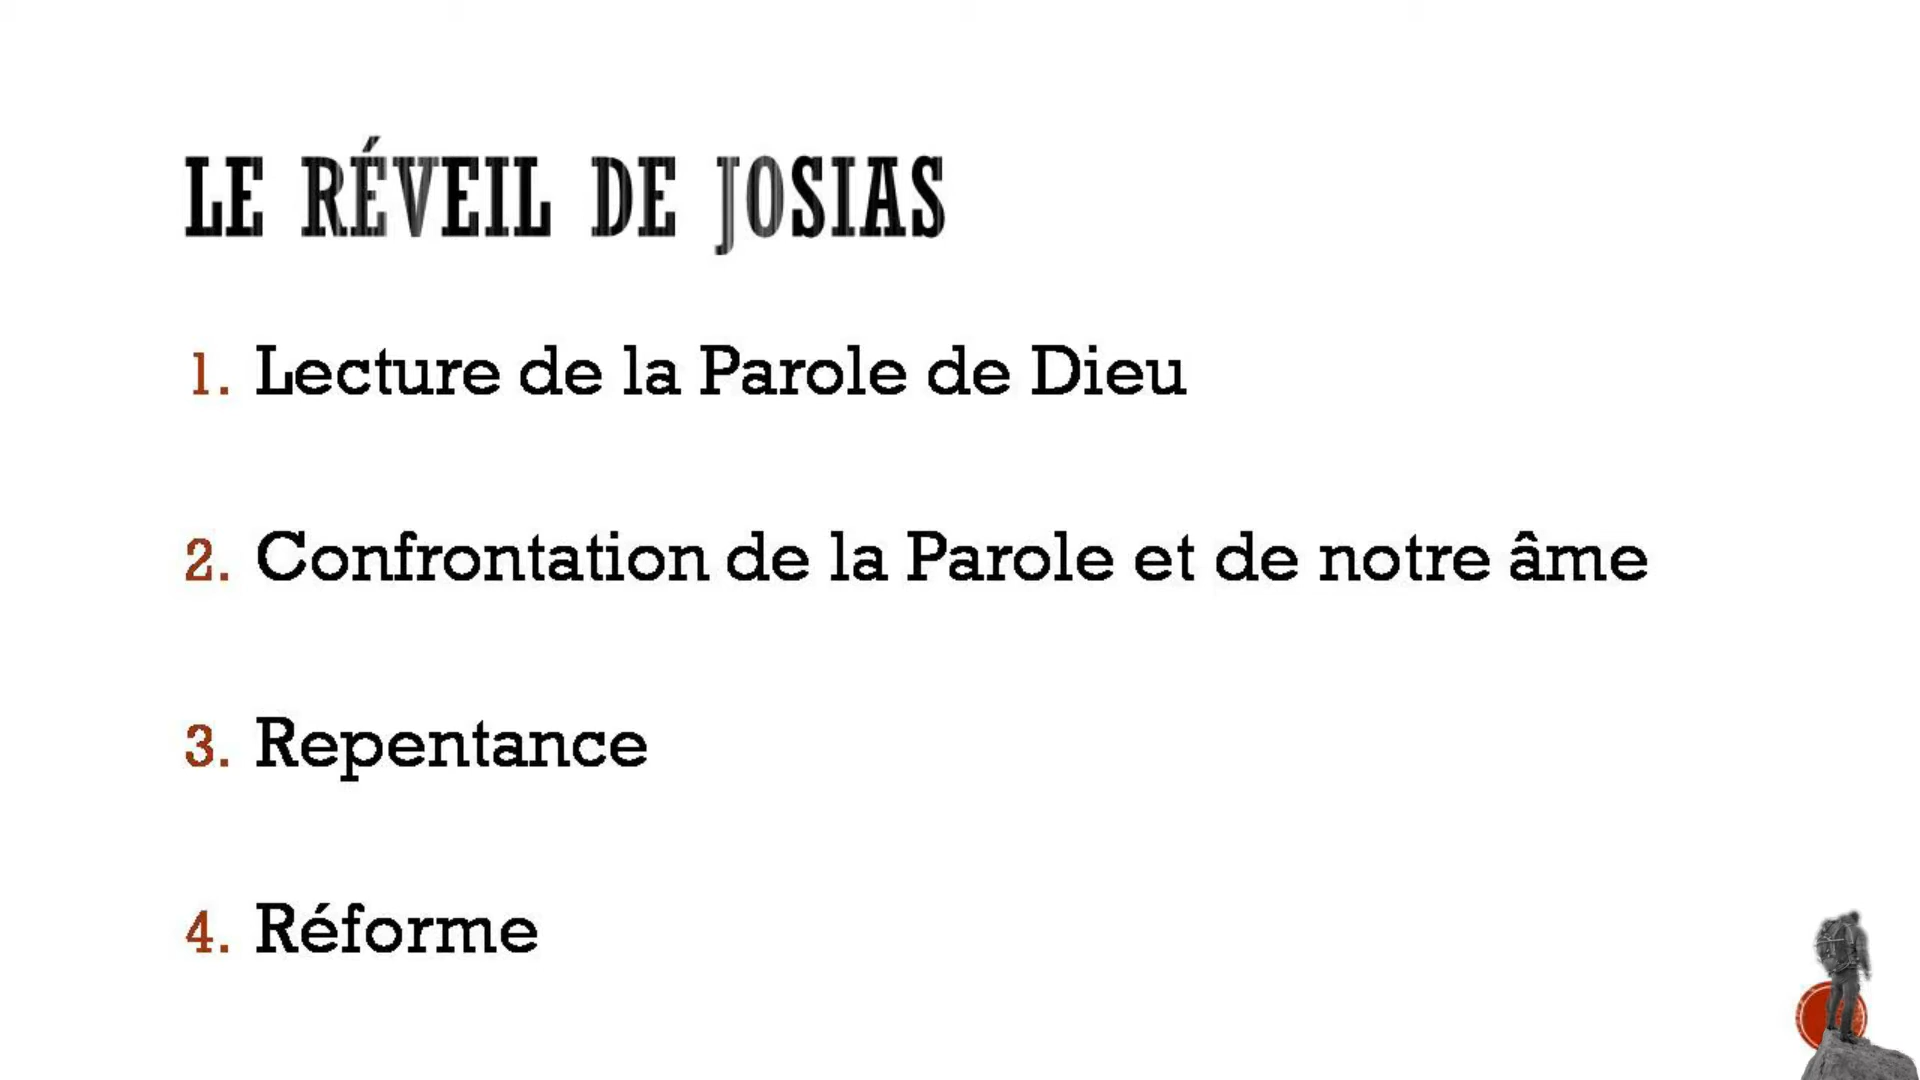 LE RÉVEIL DE JOSIAS
1. Lecture de la Parole de Dieu
2. Confrontation de la Parole et de notre âme
3. Repentance
4. Réforme